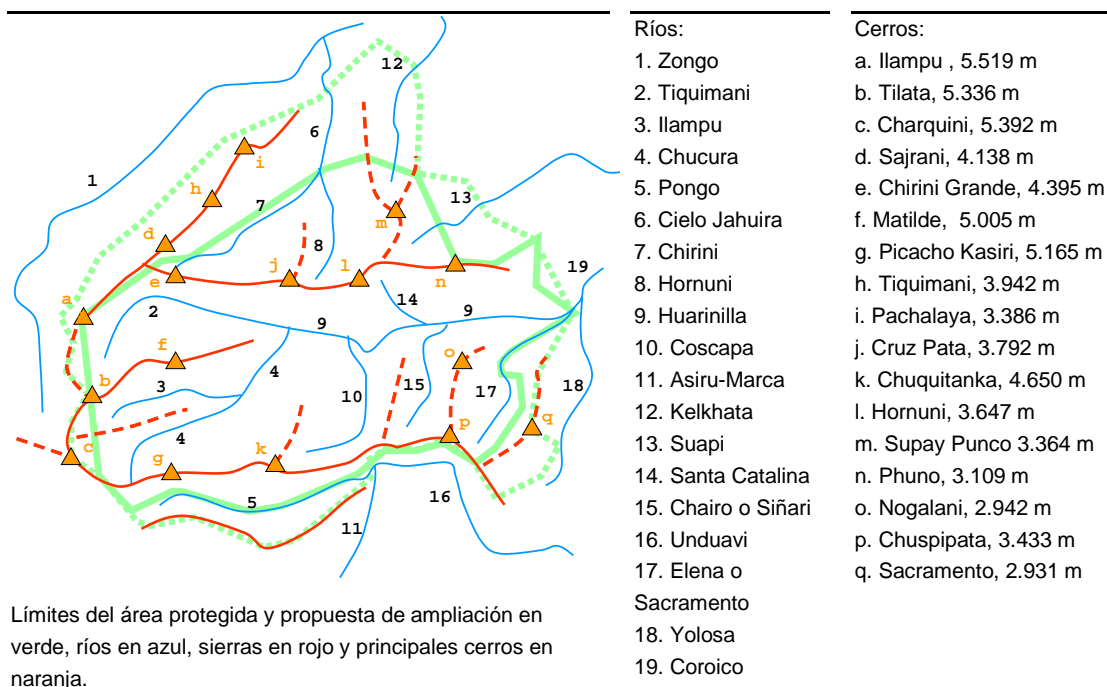 12
6
i
1
h
13
7
m
d
8
19
e
j
l
n
a
14
2
9
9
f
o
4
b
3
15
17
10
18
q
c
4
g
k
p
5
16
11
Límites del área protegida y propuesta de ampliación en
verde, ríos en azul, sierras en rojo y principales cerros en
naranja.
Ríos:
1. Zongo
2. Tiquimani
3. Ilampu
4. Chucura
5. Pongo
6. Cielo Jahuira
7. Chirini
8. Hornuni
9. Huarinilla
10. Coscapa
11. Asiru-Marca
12. Kelkhata
13. Suapi
14. Santa Catalina
15. Chairo o Siñari
16. Unduavi
17. Elena o
Sacramento
18. Yolosa
19. Coroico
Cerros:
a. Ilampu , 5.519 m
b. Tilata, 5.336 m
c. Charquini, 5.392 m
d. Sajrani, 4.138 m
e. Chirini Grande, 4.395 m
f. Matilde, 5.005 m
g. Picacho Kasiri, 5.165 m
h. Tiquimani, 3.942 m
i. Pachalaya, 3.386 m
j. Cruz Pata, 3.792 m
k. Chuquitanka, 4.650 m
l. Hornuni, 3.647 m
m. Supay Punco 3.364 m
n. Phuno, 3.109 m
o. Nogalani, 2.942 m
p. Chuspipata, 3.433 m
q. Sacramento, 2.931 m